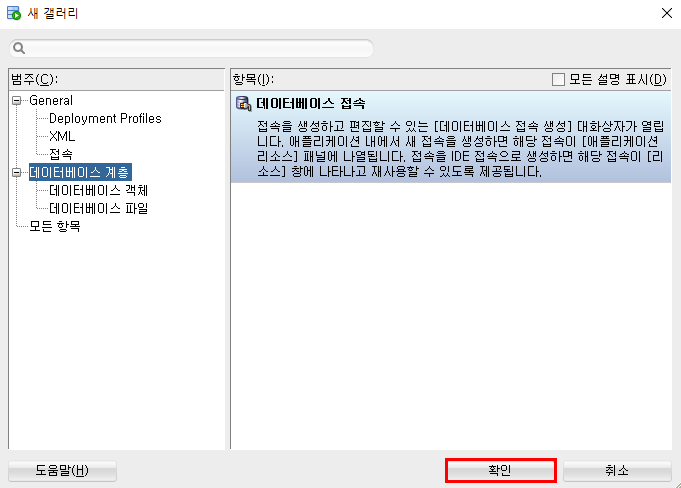 새 갤러리
범주(C):
General
Deployment Profiles
XML
접속
데이터베이스 계층
데이터베이스 객체
데이터베이스 파일
모든 항목
항목(I):
모든 설명 표시(D)
데이터베이스 접속
접속을 생성하고 편집할 수 있는 [데이터베이스 접속 생성] 대화상자가 열립
니다. 애플리케이션 내에서 새 접속을 생성하면 해당 접속이 [애플리케이션
리소스] 패널에 나열됩니다. 접속을 IDE 접속으로 생성하면 해당 접속이 [리
소스] 창에 나타나고 재사용할 수 있도록 제공됩니다.
도움말(H)
확인
취소